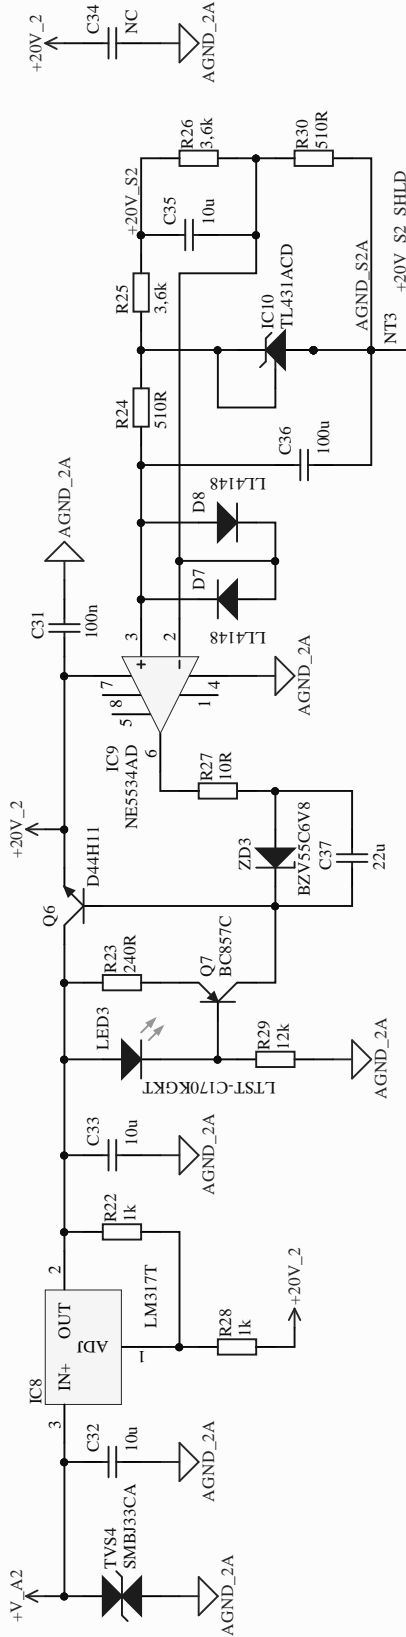 +V_A2
TVS4
SMBJ33CA
AGND_2A
C32
10u
AGND_2A
IC8
3
IN+
OUT
ADJ
2
1
LM317T
R22
1k
R28
1k
+20V_2
C33
10u
AGND_2A
LED3
LTST-C170KGKT
R23
240R
Q7
BC857C
R29
12k
AGND_2A
Q6
D44H11
+20V_2
ZD3
BZV55C6V8
C37
22u
R27
10R
IC9
NE5534AD
6
5
8
7
1
4
3
2
+
−
AGND_2A
C31
100n
AGND_2A
D7
LL4148
D8
LL4148
R24
510R
C36
100u
R25
3,6k
IC10
TL431ACD
+20V_S2
C35
10u
R26
3,6k
R30
510R
AGND_S2A
NT3
+20V_S2_SHLD
+20V_2
C34
NC
AGND_2A